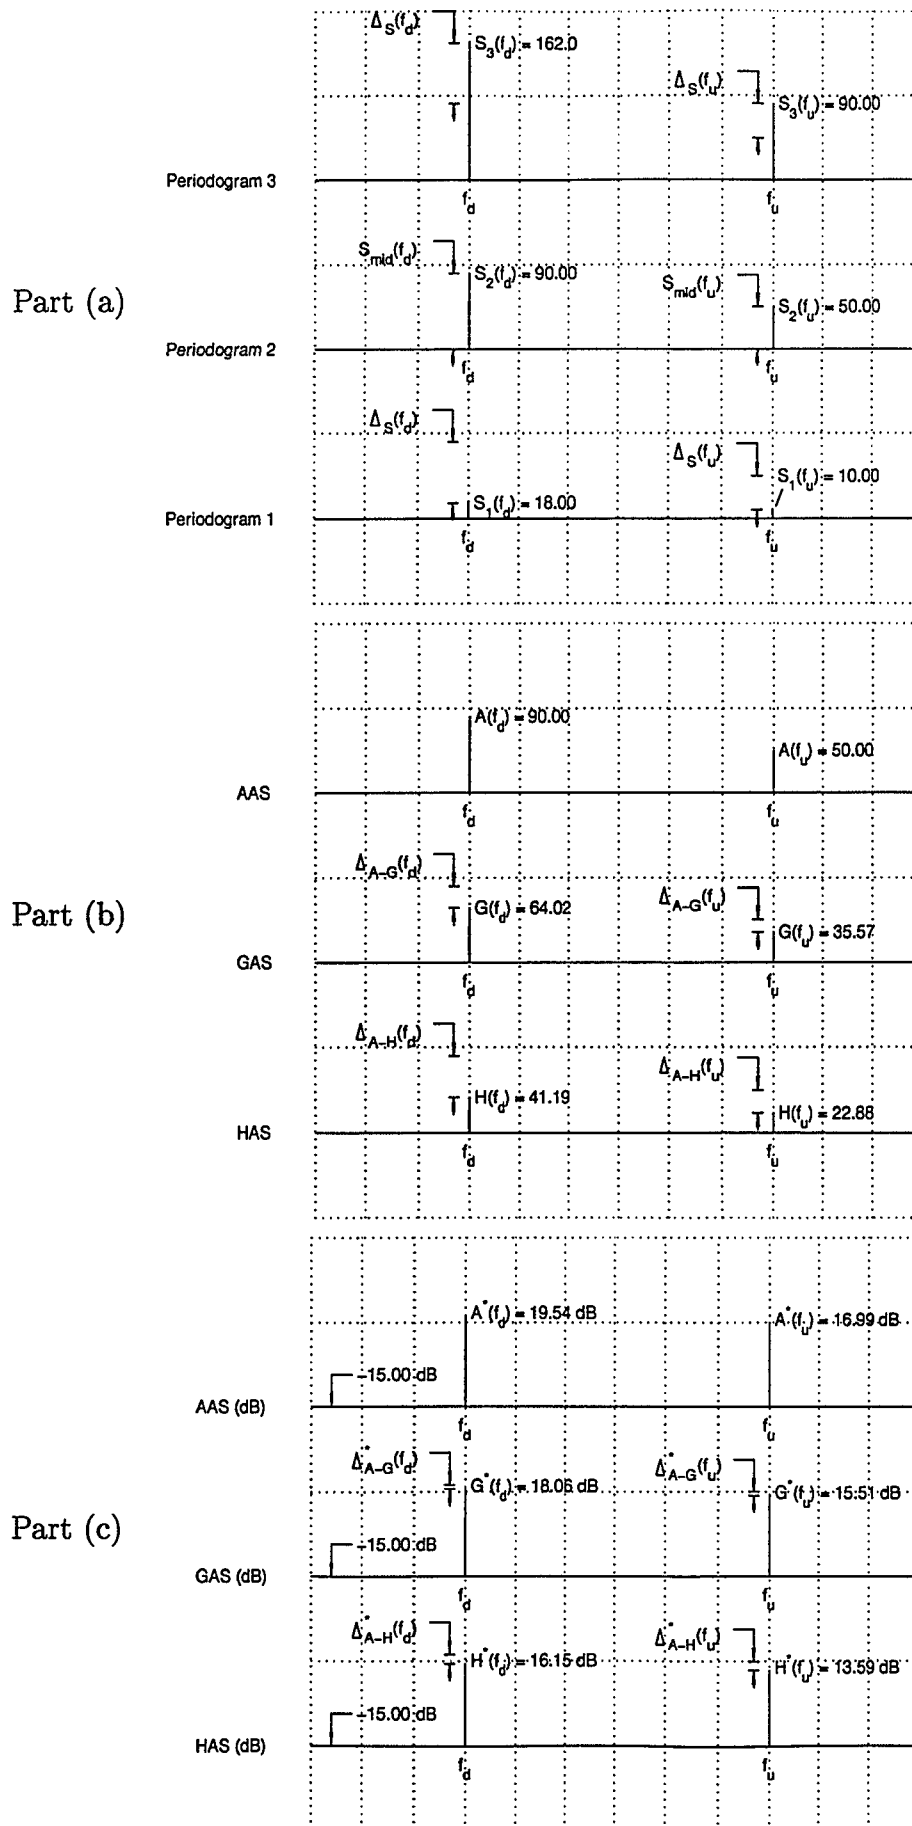 Part (a)
Δ_S(f_d)
S_3(f_d) = 162.0
Δ_S(f_u)
S_3(f_u) = 90.00
Periodogram 3
f_d
f_u
S_mid(f_d)
S_2(f_d) = 90.00
S_mid(f_u)
S_2(f_u) = 50.00
Periodogram 2
f_d
f_u
Δ_S(f_d)
S_1(f_d) = 18.00
Δ_S(f_u)
S_1(f_u) = 10.00
Periodogram 1
f_d
f_u
Part (b)
A(f_d) = 90.00
A(f_u) = 50.00
AAS
f_d
f_u
Δ_A–G(f_d)
G(f_d) = 64.02
Δ_A–G(f_u)
G(f_u) = 35.57
GAS
f_d
f_u
Δ_A–H(f_d)
H(f_d) = 41.19
Δ_A–H(f_u)
H(f_u) = 22.88
HAS
f_d
f_u
Part (c)
A*(f_d) = 19.54 dB
A*(f_u) = 16.99 dB
–15.00 dB
AAS (dB)
f_d
f_u
Δ*_A–G(f_d)
G*(f_d) = 18.06 dB
Δ*_A–G(f_u)
G*(f_u) = 15.51 dB
–15.00 dB
GAS (dB)
f_d
f_u
Δ*_A–H(f_d)
H*(f_d) = 16.15 dB
Δ*_A–H(f_u)
H*(f_u) = 13.59 dB
–15.00 dB
HAS (dB)
f_d
f_u